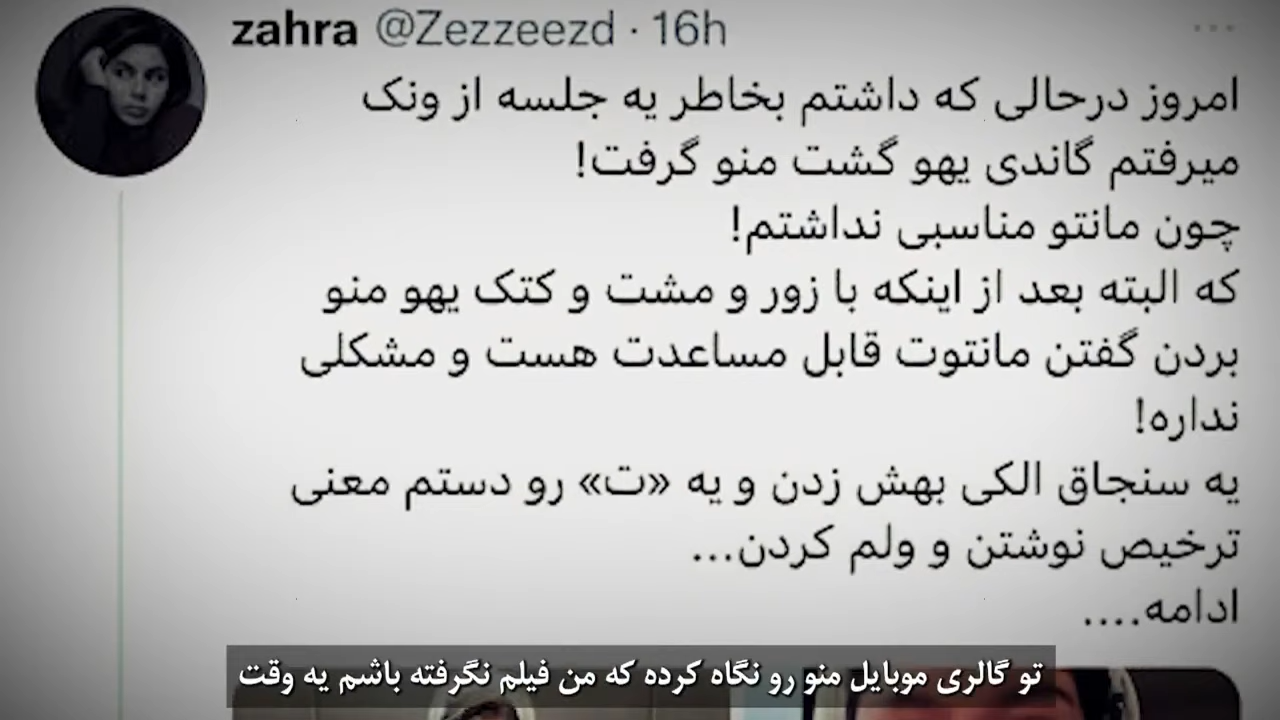 zahra @Zezzeezd · 16h
امروز درحالی که داشتم بخاطر یه جلسه از ونک
میرفتم گاندی یهو گشت منو گرفت!
چون مانتو مناسبی نداشتم!
که البته بعد از اینکه با زور و مشت و کتک یهو منو
بردن گفتن مانتوت قابل مساعدت هست و مشکلی
نداره!
یه سنجاق الکی بهش زدن و یه «ت» رو دستم معنی
ترخیص نوشتن و ولم کردن...
ادامه....
تو گالری موبایل منو رو نگاه کرده که من فیلم نگرفته باشم یه وقت